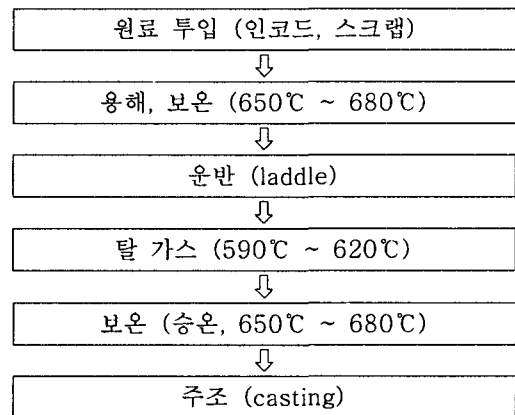 원료 투입 (인코드, 스크랩)
⇩
용해, 보온 (650℃ ~ 680℃)
⇩
운반 (laddle)
⇩
탈 가스 (590℃ ~ 620℃)
⇩
보온 (승온, 650℃ ~ 680℃)
⇩
주조 (casting)